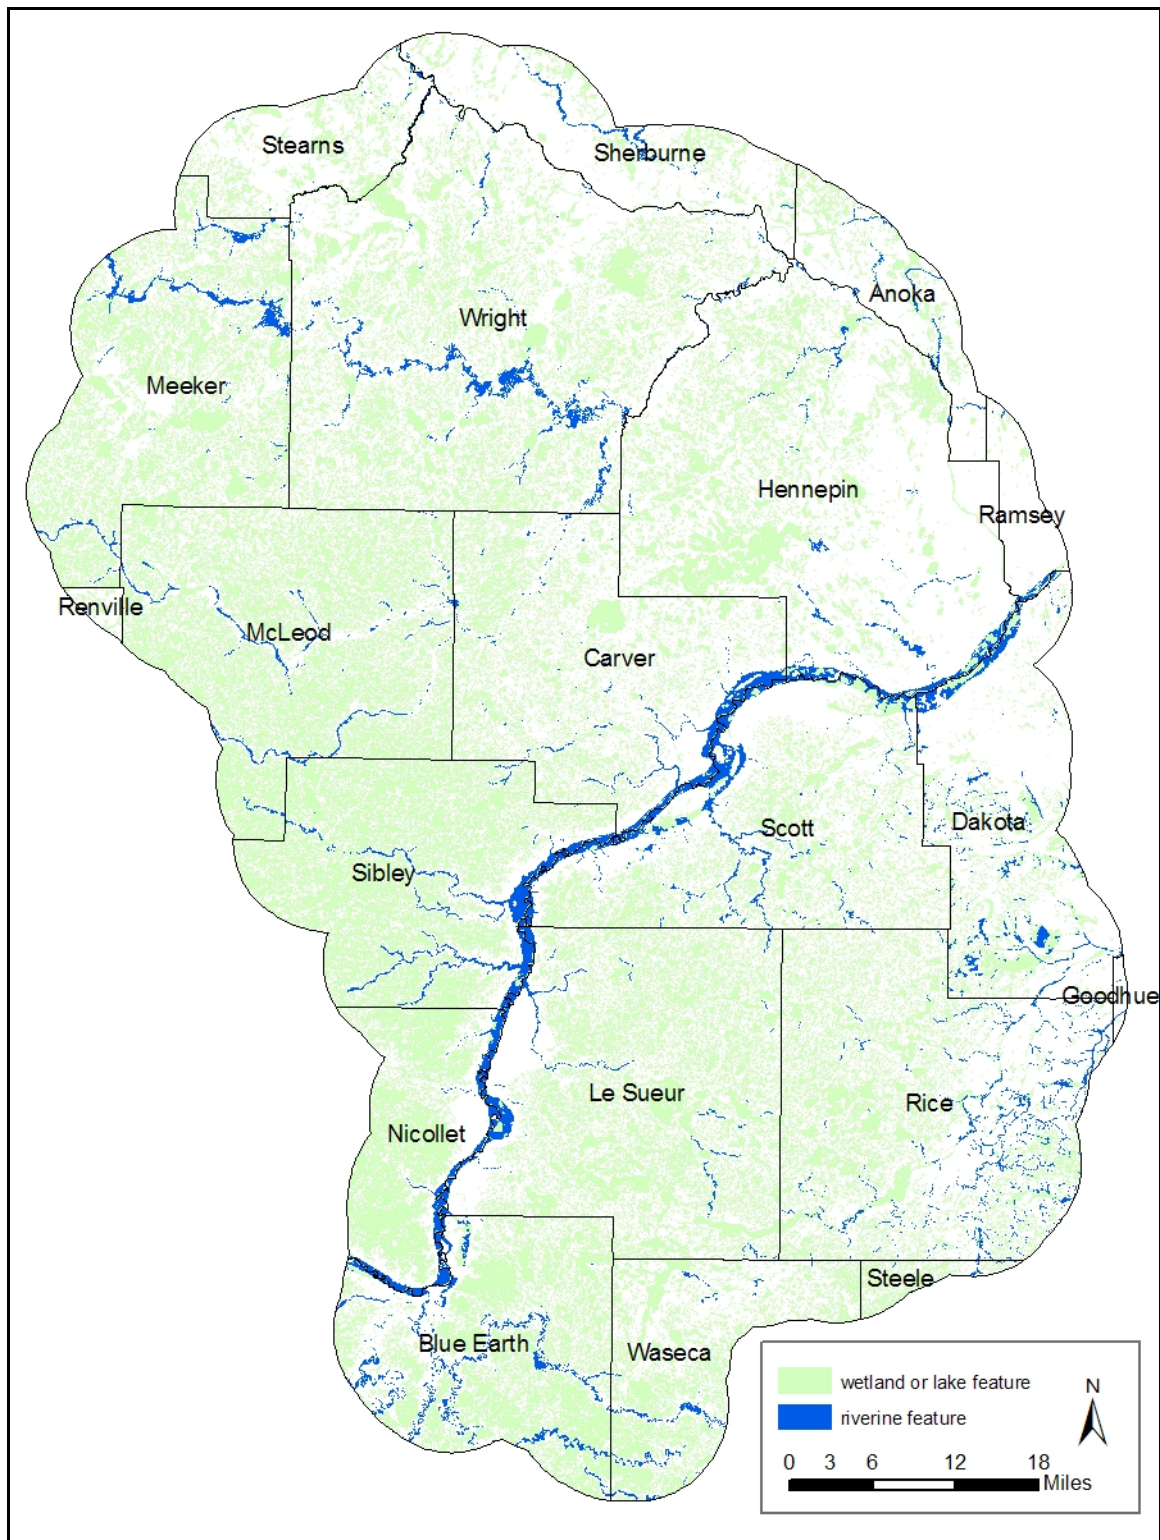 Stearns
Sherburne
Anoka
Wright
Meeker
Hennepin
Ramsey
Renville
McLeod
Carver
Scott
Dakota
Sibley
Goodhue
Le Sueur
Rice
Nicollet
Steele
Blue Earth
Waseca
wetland or lake feature
riverine feature
N
0 3 6 12 18
Miles